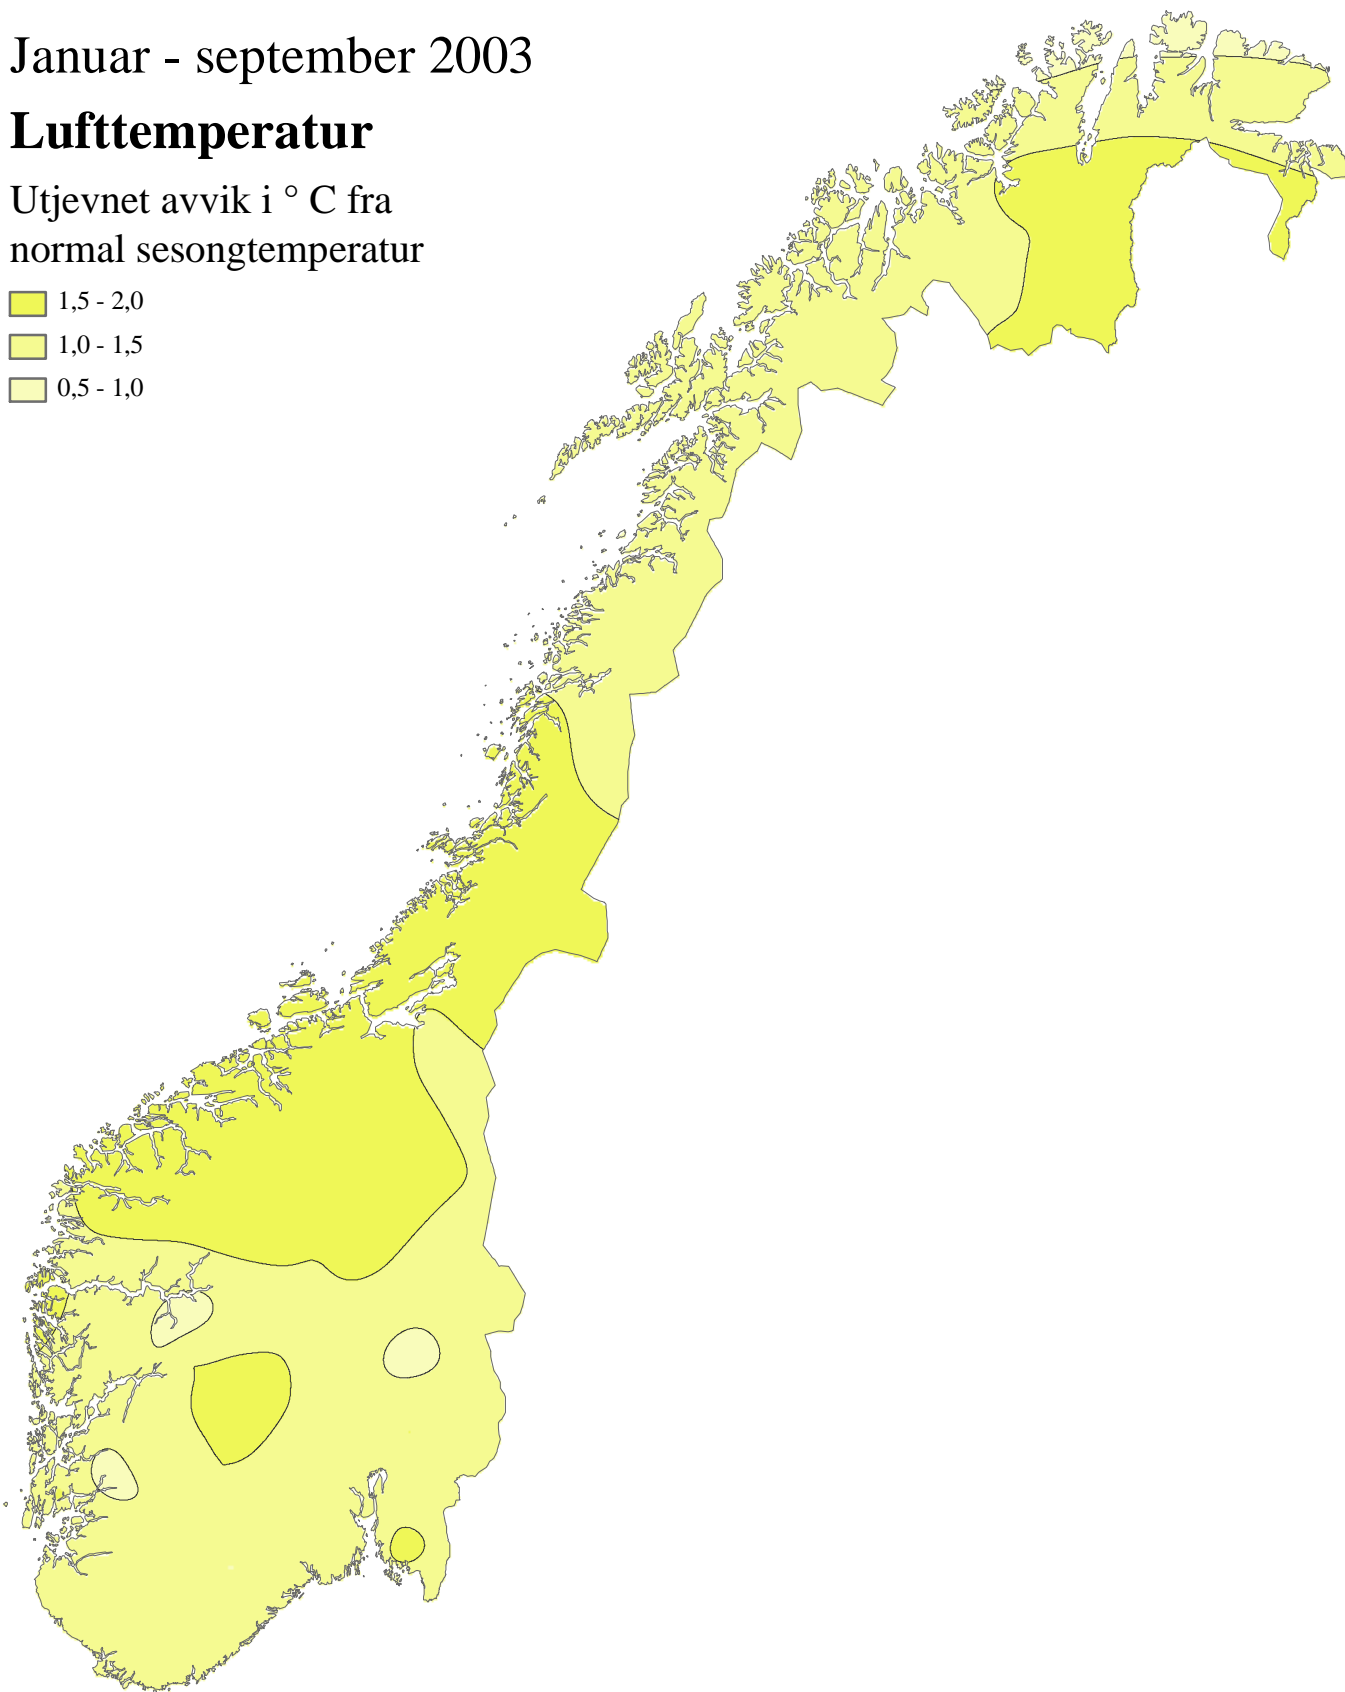 Januar - september 2003
Lufttemperatur
Utjevnet avvik i ° C fra
normal sesongtemperatur
1,5 - 2,0
1,0 - 1,5
0,5 - 1,0